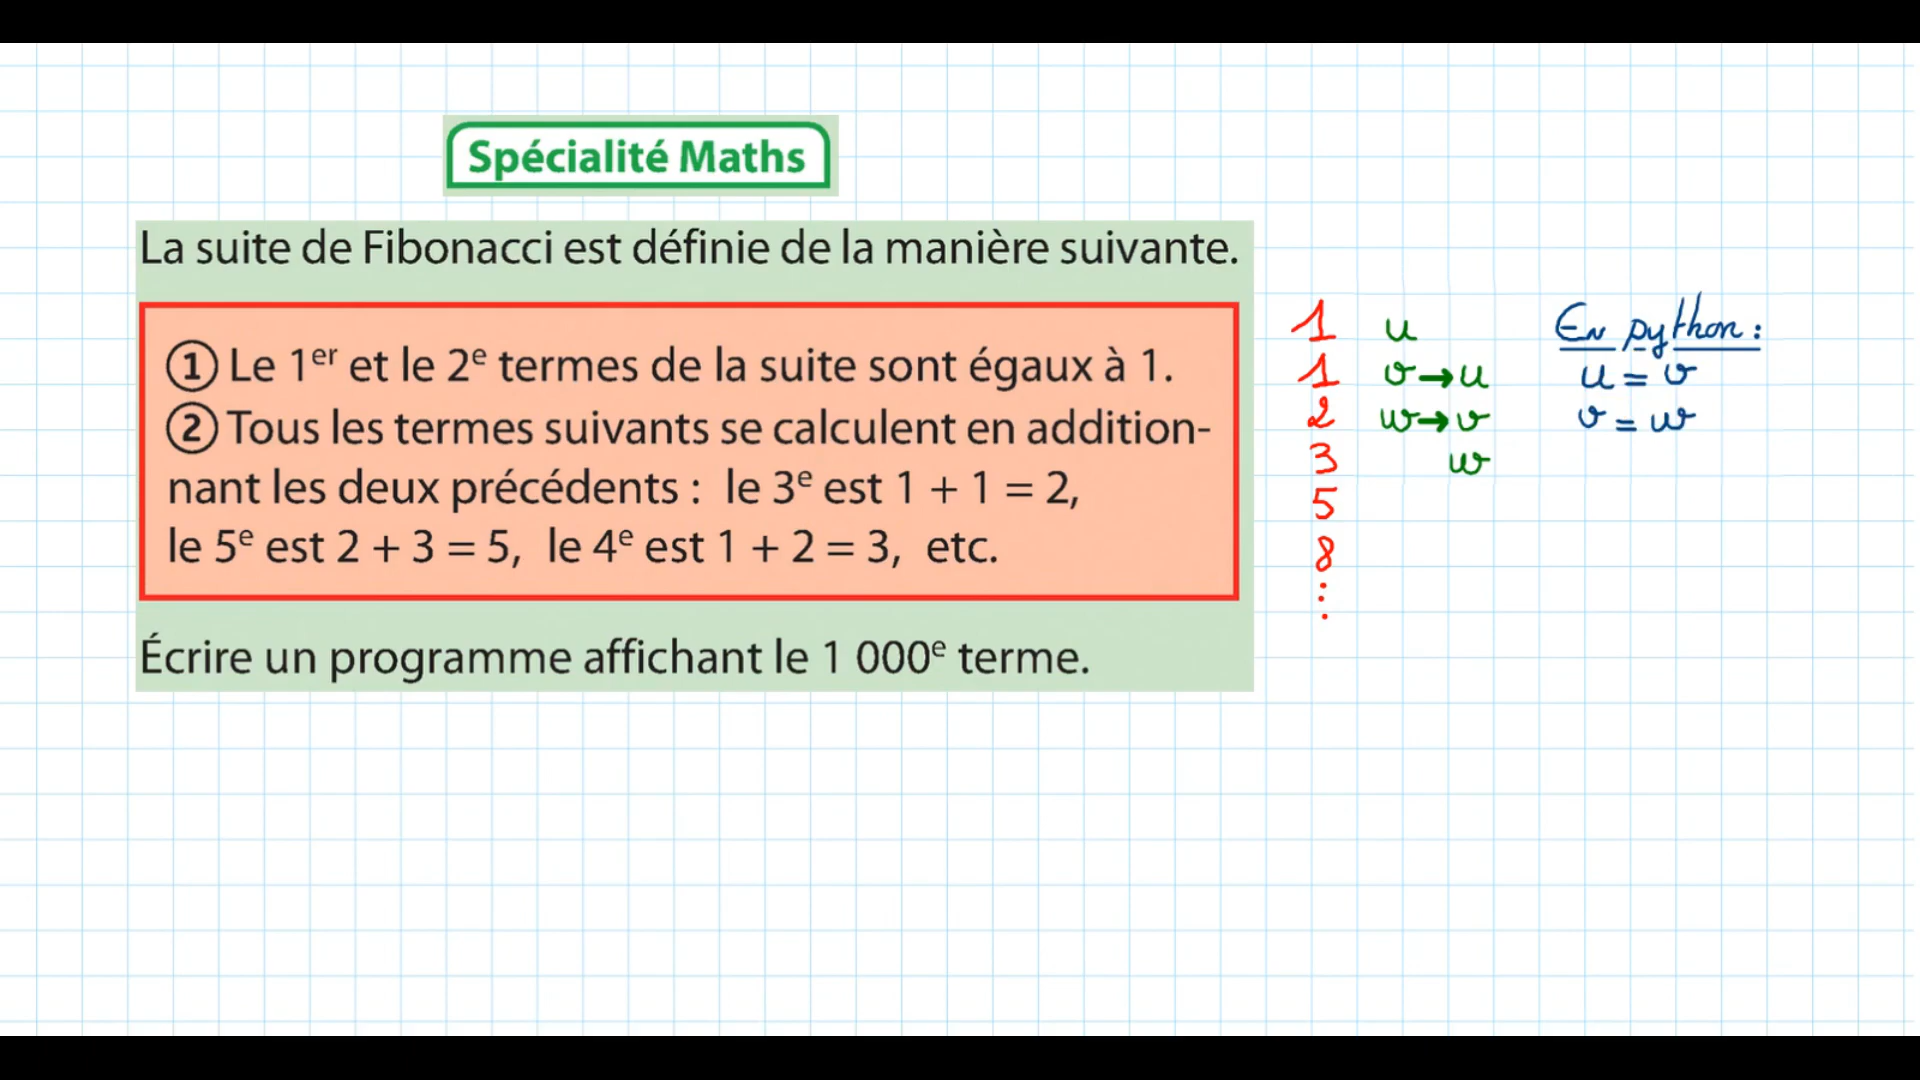 Spécialité Maths
La suite de Fibonacci est définie de la manière suivante.
① Le 1er et le 2e termes de la suite sont égaux à 1.
② Tous les termes suivants se calculent en addition-
nant les deux précédents : le 3e est 1 + 1 = 2,
le 5e est 2 + 3 = 5, le 4e est 1 + 2 = 3, etc.
Écrire un programme affichant le 1 000e terme.
1 u
1 v→u
2 w→v
3 w
5
8
⋮
En python :
u = v
v = w